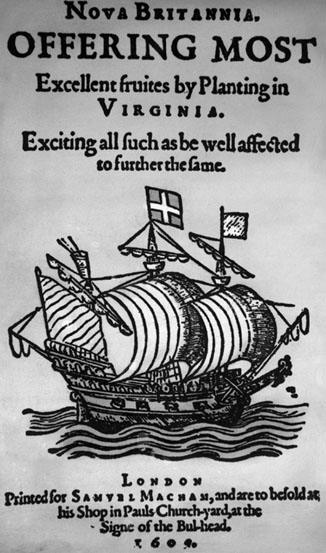 NOVA BRITANNIA.
OFFERING MOST
Excellent fruites by Planting in
VIRGINIA.
Exciting all such as be well affected
to further the same.
LONDON
Printed for SAMVEL MACHAM, and are to be sold at
his Shop in Pauls Church-yard, at the
Signe of the Bul-head.
1609.